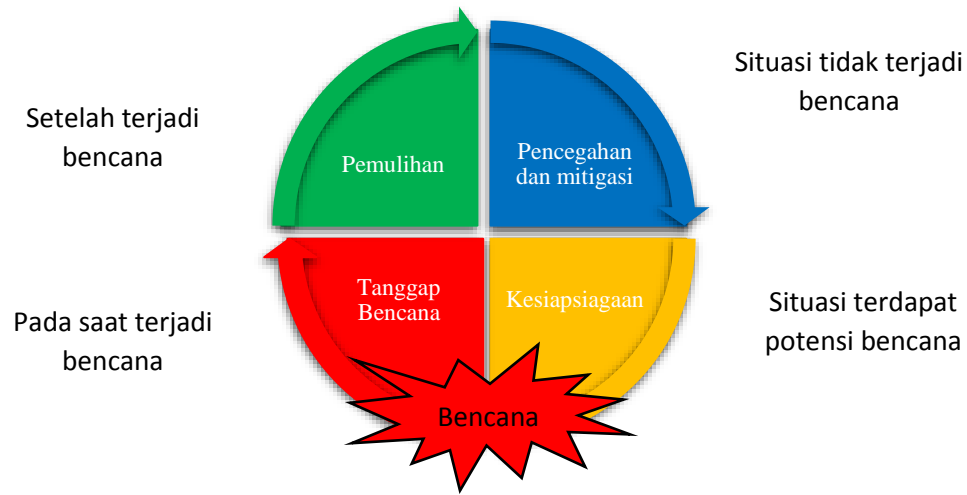 Situasi tidak terjadi
bencana
Setelah terjadi
bencana
Pemulihan
Pencegahan
dan mitigasi
Tanggap
Bencana
Kesiapsiagaan
Situasi terdapat
potensi bencana
Pada saat terjadi
bencana
Bencana